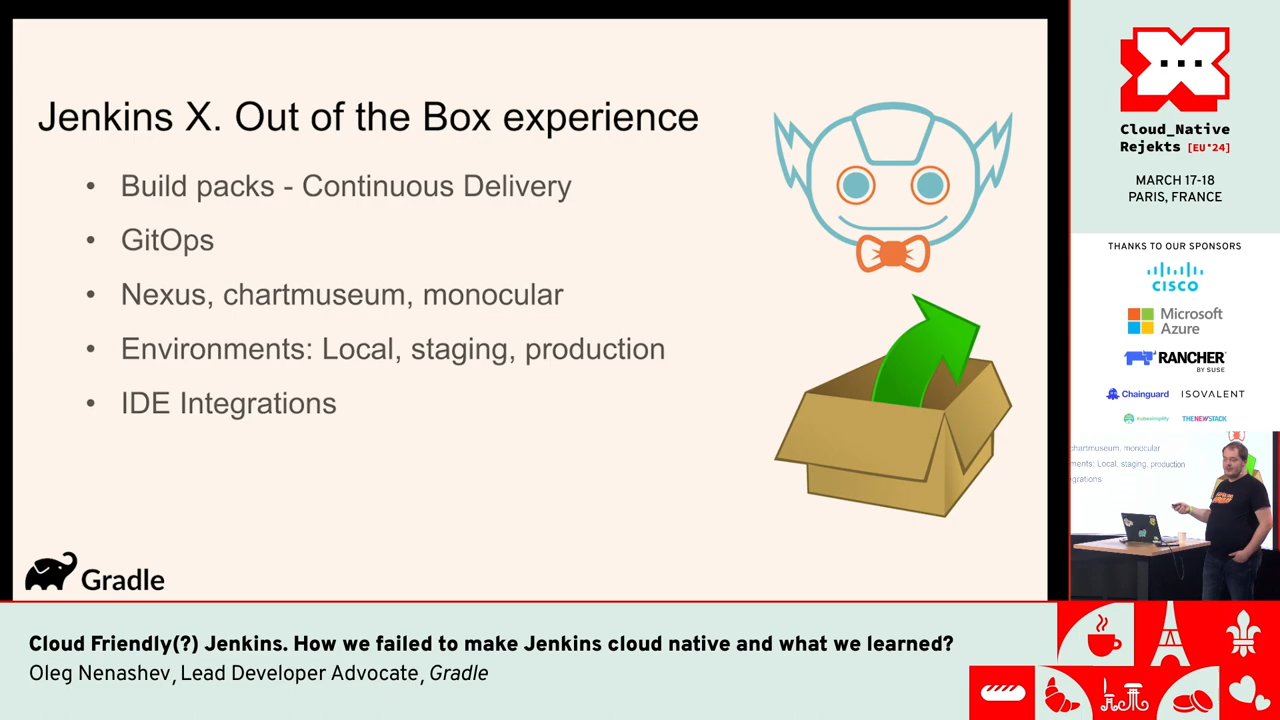 Jenkins X. Out of the Box experience
• Build packs - Continuous Delivery
• GitOps
• Nexus, chartmuseum, monocular
• Environments: Local, staging, production
• IDE Integrations
Gradle
Cloud_Native
Rejekts [EU*24]
MARCH 17-18
PARIS, FRANCE
THANKS TO OUR SPONSORS
CISCO
Microsoft
Azure
RANCHER
BY SUSE
Chainguard ISOVALENT
kubesimplify THENEWSTACK
chartmuseum, monocular
ments: Local, staging, production
egrations
Cloud Friendly(?) Jenkins. How we failed to make Jenkins cloud native and what we learned?
Oleg Nenashev, Lead Developer Advocate, Gradle